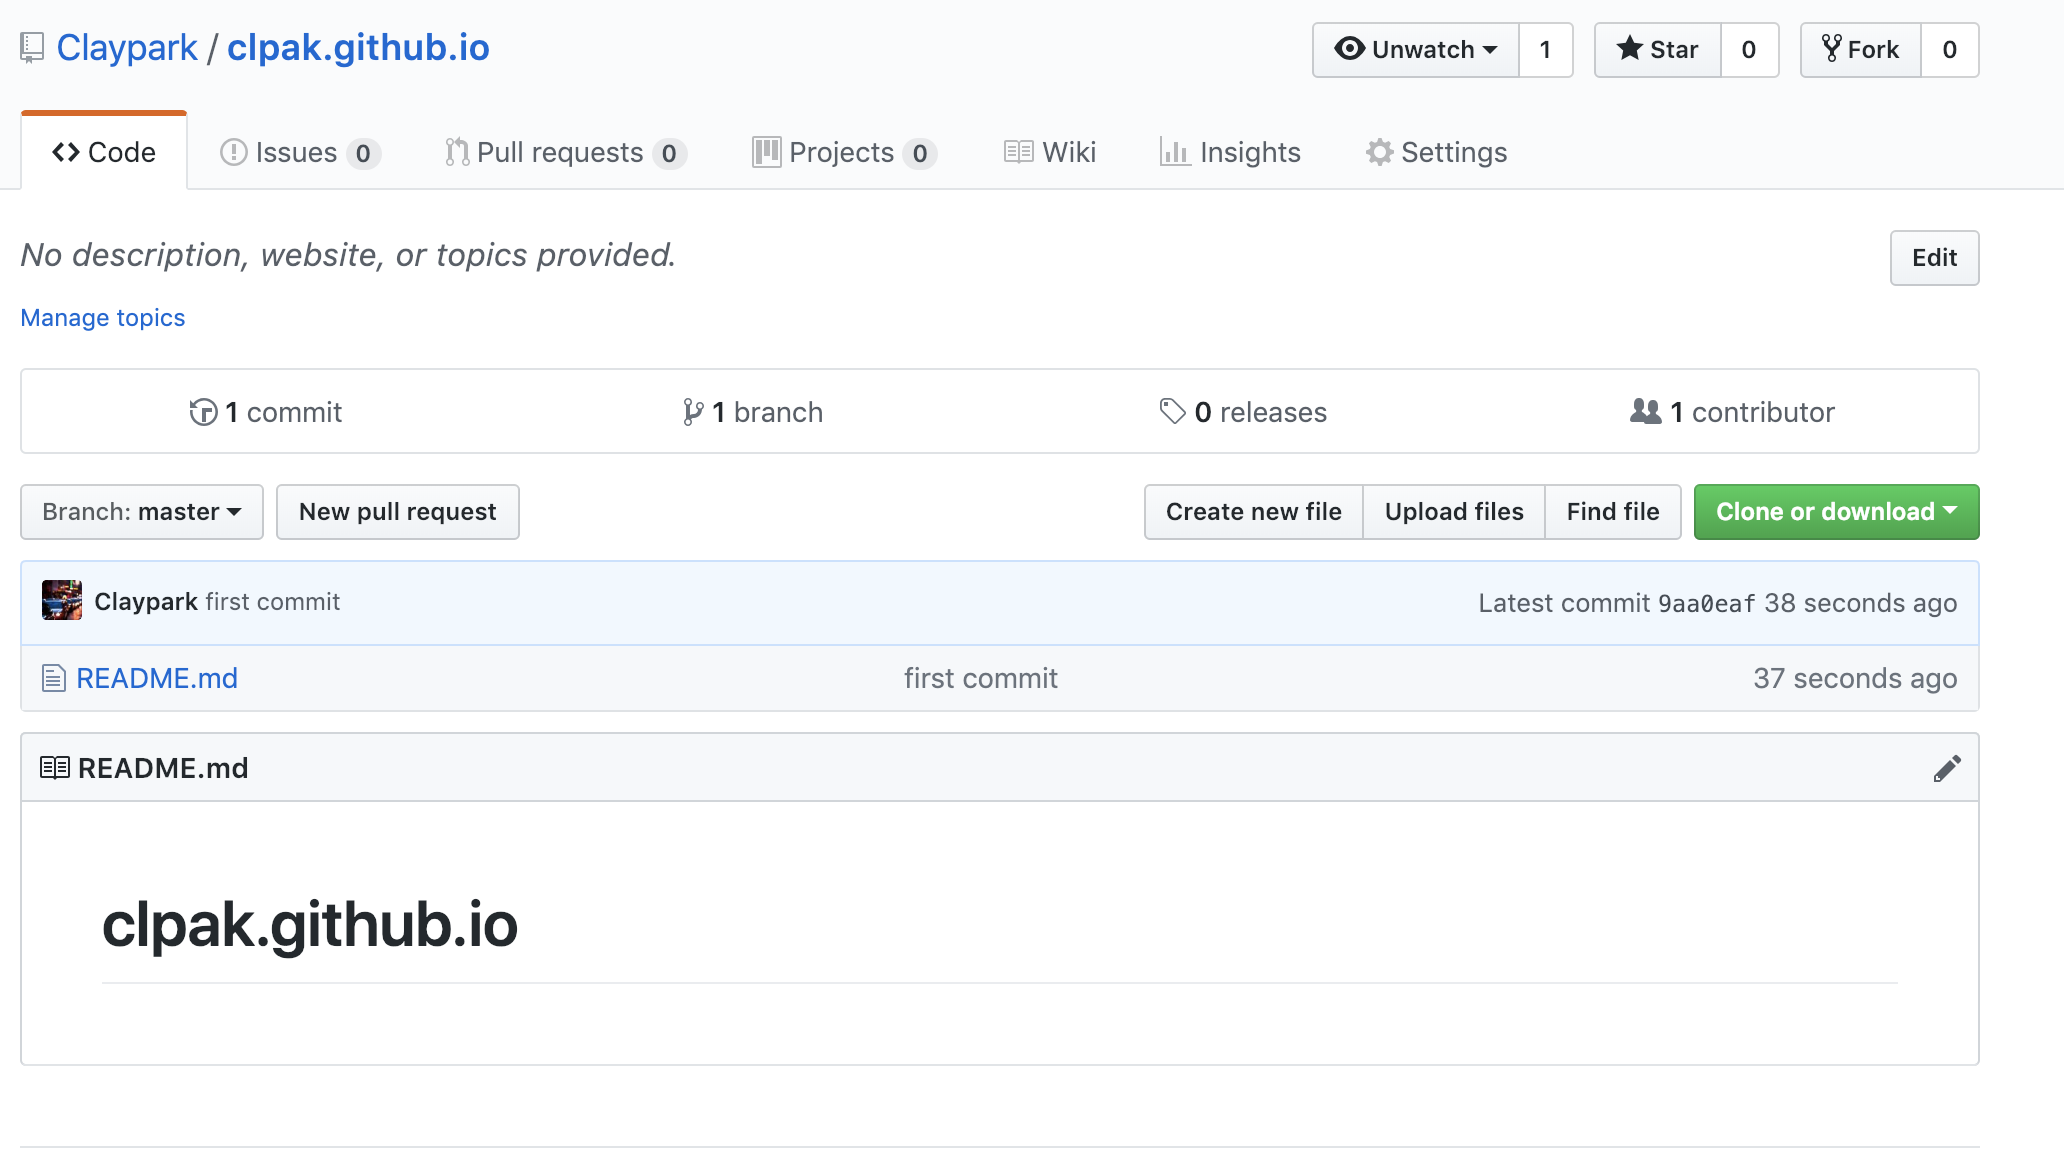 Claypark / clpak.github.io
Unwatch 1 Star 0 Fork 0
Code Issues 0 Pull requests 0 Projects 0 Wiki Insights Settings
No description, website, or topics provided.
Edit
Manage topics
1 commit 1 branch 0 releases 1 contributor
Branch: master New pull request Create new file Upload files Find file Clone or download
Claypark first commit Latest commit 9aa0eaf 38 seconds ago
README.md first commit 37 seconds ago
README.md
clpak.github.io